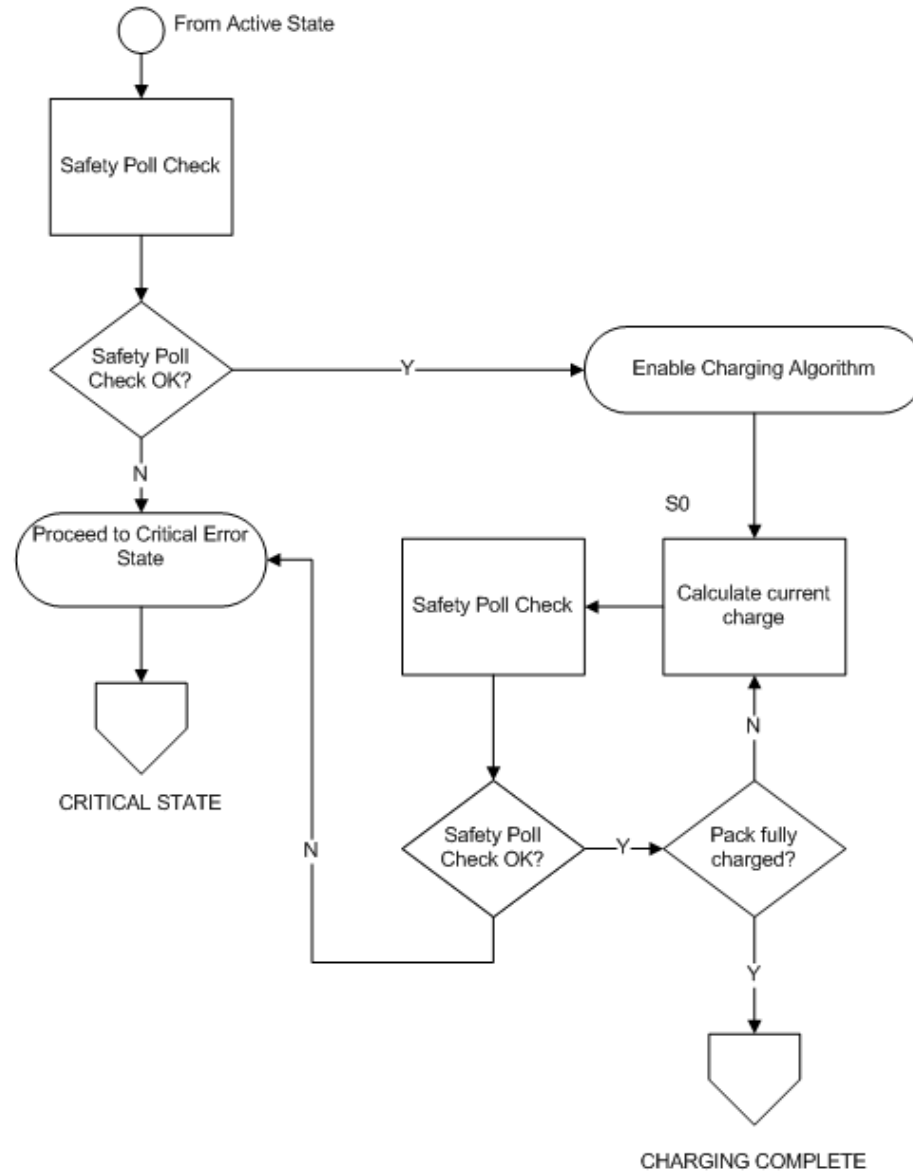 From Active State
Safety Poll Check
Safety Poll
Check OK?
Y
Enable Charging Algorithm
N
S0
Proceed to Critical Error
State
Safety Poll Check
Calculate current
charge
N
CRITICAL STATE
N
Safety Poll
Check OK?
Y
Pack fully
charged?
Y
CHARGING COMPLETE